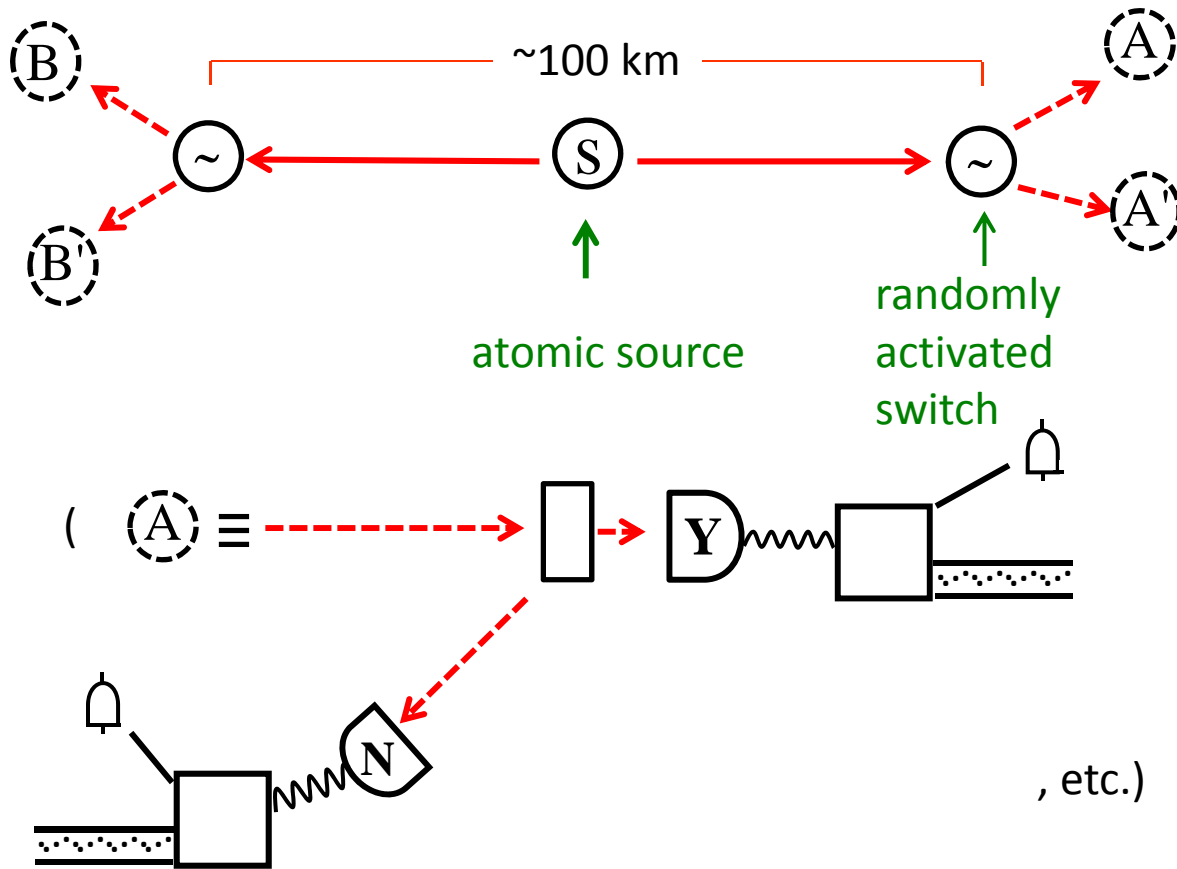 B
~100 km
A
~
S
~
B'
A'
atomic source
randomly
activated
switch
( A ≡
Y
N
, etc.)